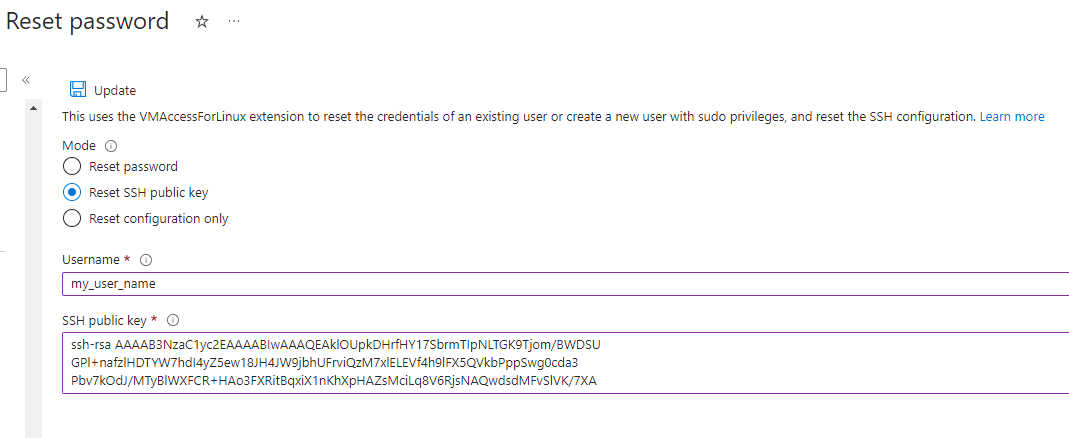 Reset password
Update
This uses the VMAccessForLinux extension to reset the credentials of an existing user or create a new user with sudo privileges, and reset the SSH configuration. Learn more
Mode
Reset password
Reset SSH public key
Reset configuration only
Username *
my_user_name
SSH public key *
ssh-rsa AAAAB3NzaC1yc2EAAAABIwAAAQEAklOUpkDHrfHY17SbrmTIpNLTGK9Tjom/BWDSU
GPl+nafzlHDTYW7hdI4yZ5ew18JH4JW9jbhUFrviQzM7xlELEVf4h9lFX5QVkbPppSwg0cda3
Pbv7kOdJ/MTyBlWXFCR+HAo3FXRitBqxiX1nKhXpHAZsMciLq8V6RjsNAQwdsdMFvSlVK/7XA